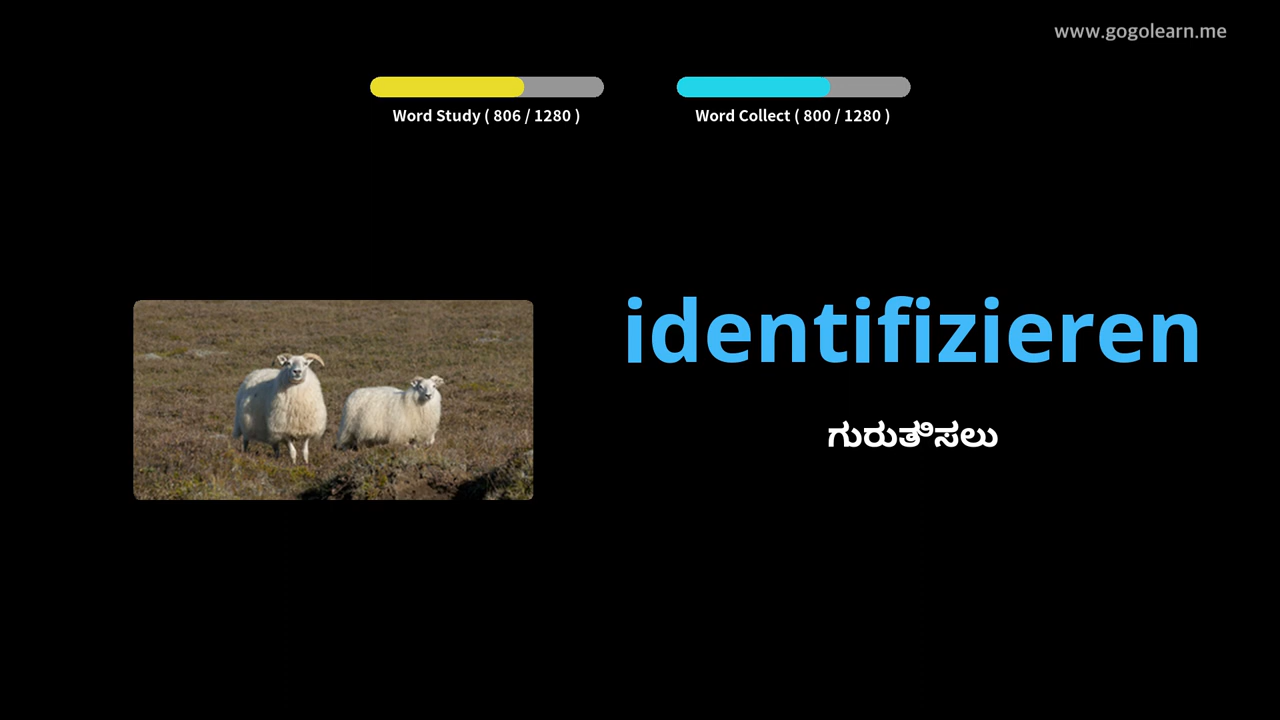 www.gogolearn.me
Word Study ( 806 / 1280 )
Word Collect ( 800 / 1280 )
identifizieren
ಗುರುತಿಸಲು